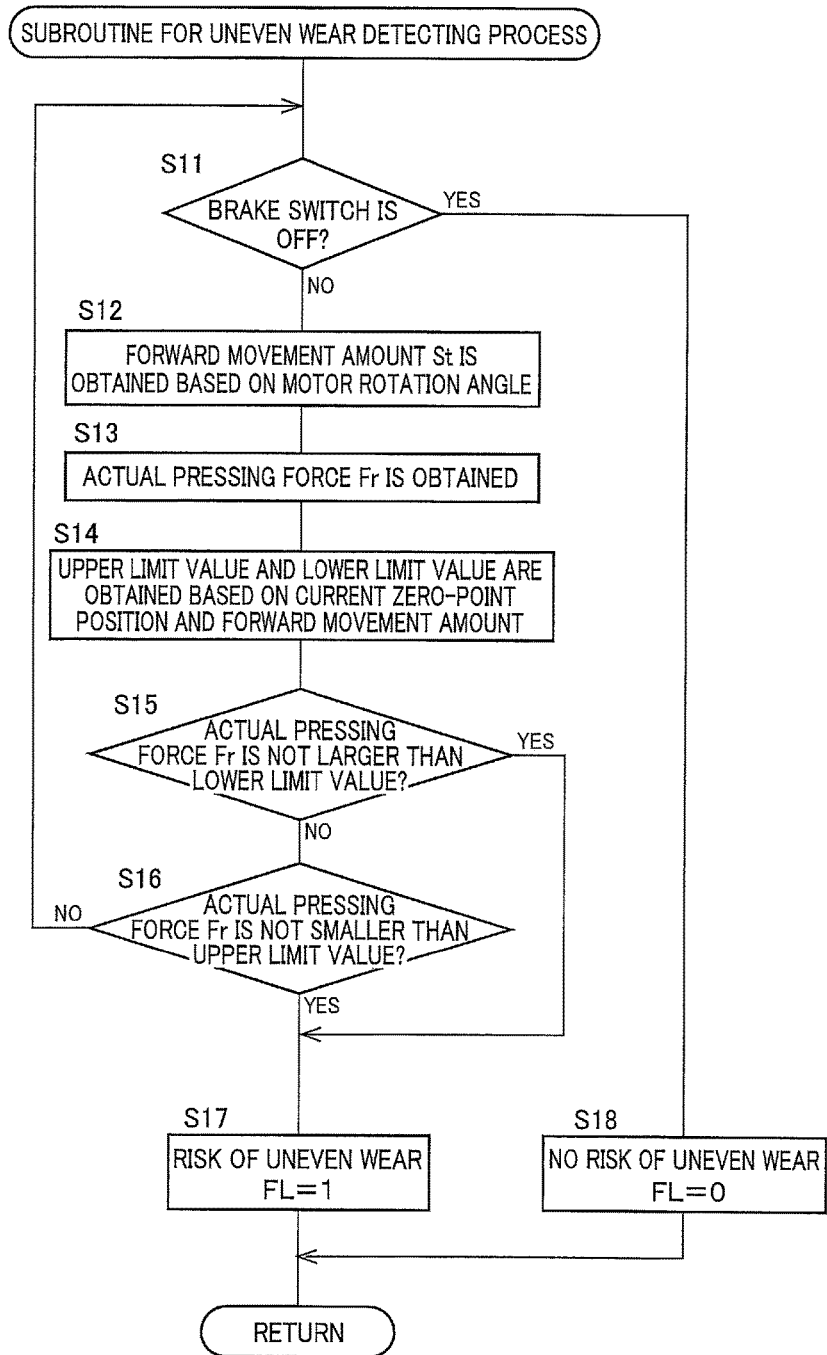 SUBROUTINE FOR UNEVEN WEAR DETECTING PROCESS
S11
BRAKE SWITCH IS
OFF?
YES
NO
S12
FORWARD MOVEMENT AMOUNT St IS
OBTAINED BASED ON MOTOR ROTATION ANGLE
S13
ACTUAL PRESSING FORCE Fr IS OBTAINED
S14
UPPER LIMIT VALUE AND LOWER LIMIT VALUE ARE
OBTAINED BASED ON CURRENT ZERO-POINT
POSITION AND FORWARD MOVEMENT AMOUNT
S15
ACTUAL PRESSING
FORCE Fr IS NOT LARGER THAN
LOWER LIMIT VALUE?
YES
NO
S16
ACTUAL PRESSING
FORCE Fr IS NOT SMALLER THAN
UPPER LIMIT VALUE?
NO
YES
S17
RISK OF UNEVEN WEAR
FL=1
S18
NO RISK OF UNEVEN WEAR
FL=0
RETURN